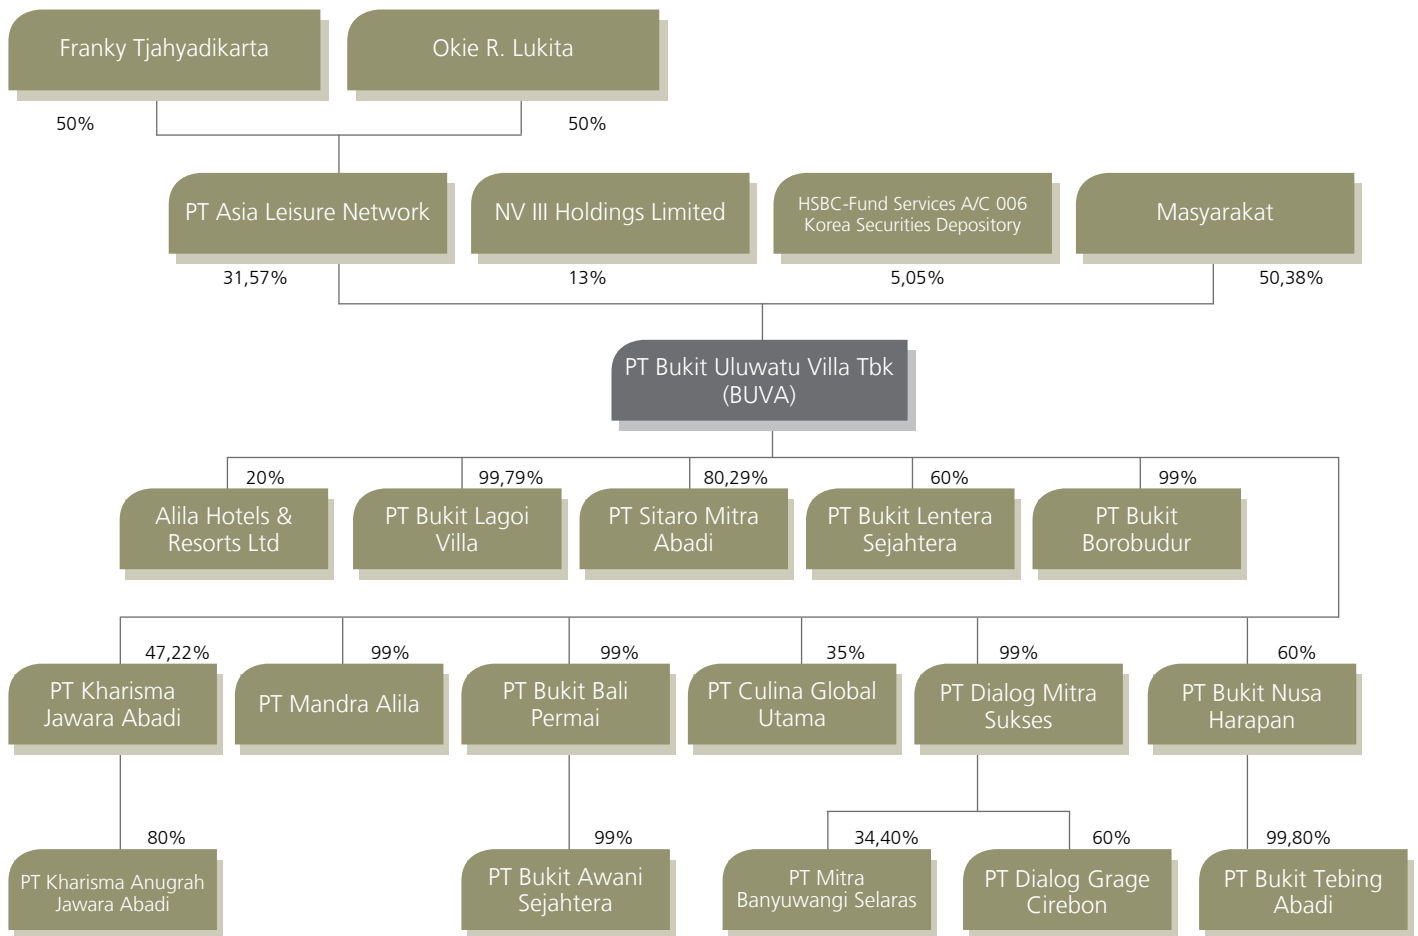 Franky Tjahyadikarta
Okie R. Lukita
50%
50%
PT Asia Leisure Network
NV III Holdings Limited
HSBC-Fund Services A/C 006
Korea Securities Depository
Masyarakat
31,57%
13%
5,05%
50,38%
PT Bukit Uluwatu Villa Tbk
(BUVA)
20%
99,79%
80,29%
60%
99%
Alila Hotels &
Resorts Ltd
PT Bukit Lagoi
Villa
PT Sitaro Mitra
Abadi
PT Bukit Lentera
Sejahtera
PT Bukit
Borobudur
47,22%
99%
99%
35%
99%
60%
PT Kharisma
Jawara Abadi
PT Mandra Alila
PT Bukit Bali
Permai
PT Culina Global
Utama
PT Dialog Mitra
Sukses
PT Bukit Nusa
Harapan
80%
99%
34,40%
60%
99,80%
PT Kharisma Anugrah
Jawara Abadi
PT Bukit Awani
Sejahtera
PT Mitra
Banyuwangi Selaras
PT Dialog Grage
Cirebon
PT Bukit Tebing
Abadi